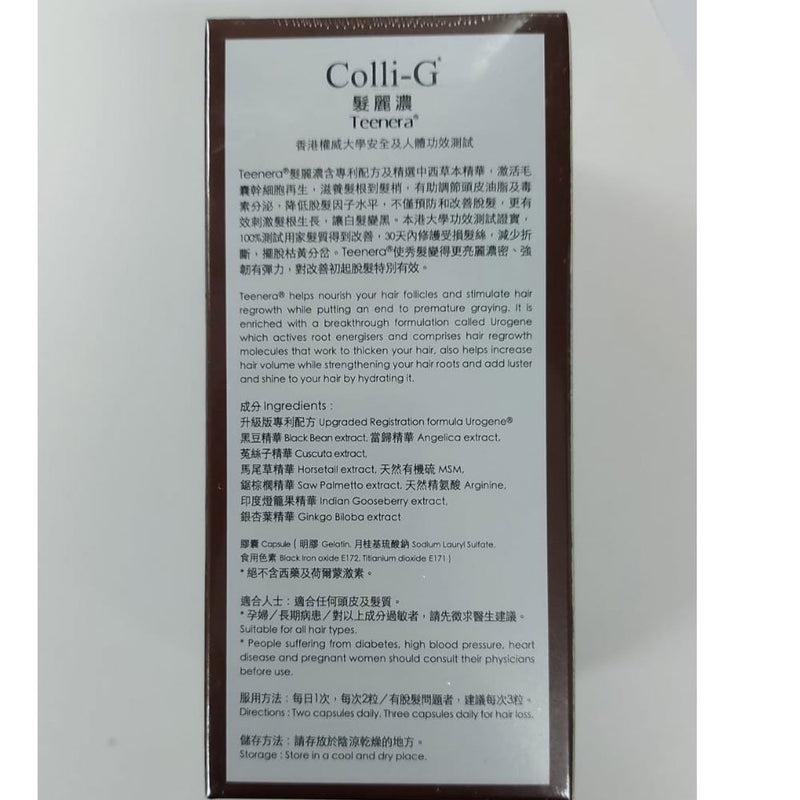 Colli-G®
髮麗濃
Teenera®
香港權威大學安全及人體功效測試
Teenera®髮麗濃含專利配方及精選中西草本精華，激活毛
囊幹細胞再生，滋養髮根到髮梢，有助調節頭皮油脂及毒
素分泌，降低脫髮因子水平，不僅預防和改善脫髮，更有
效刺激髮根生長，讓白髮變黑。本港大學功效測試證實，
100%測試用家髮質得到改善，30天內修護受損髮絲，減少折
斷，擺脫枯黃分岔。Teenera®使秀髮變得更亮麗濃密、強
韌有彈力，對改善初起脫髮特別有效。
Teenera® helps nourish your hair follicles and stimulate hair
regrowth while putting an end to premature graying. It is
enriched with a breakthrough formulation called Urogene
which actives root energisers and comprises hair regrowth
molecules that work to thicken your hair, also helps increase
hair volume while strengthening your hair roots and add luster
and shine to your hair by hydrating it.
成分 Ingredients :
升級版專利配方 Upgraded Registration formula Urogene®
黑豆精華 Black Bean extract, 當歸精華 Angelica extract,
菟絲子精華 Cuscuta extract,
馬尾草精華 Horsetail extract, 天然有機硫 MSM,
鋸棕櫚精華 Saw Palmetto extract, 天然精氨酸 Arginine,
印度燈籠果精華 Indian Gooseberry extract,
銀杏葉精華 Ginkgo Biloba extract
膠囊 Capsule ( 明膠 Gelatin, 月桂基硫酸鈉 Sodium Lauryl Sulfate,
食用色素 Black Iron oxide E172, Titianium dioxide E171 )
* 絕不含西藥及荷爾蒙激素。
適合人士：適合任何頭皮及髮質。
* 孕婦／長期病患／對以上成分過敏者，請先徵求醫生建議。
Suitable for all hair types.
* People suffering from diabetes, high blood pressure, heart
disease and pregnant women should consult their physicians
before use.
服用方法：每日1次，每次2粒／有脫髮問題者，建議每次3粒。
Directions : Two capsules daily. Three capsules daily for hair loss.
儲存方法：請存放於陰涼乾燥的地方。
Storage : Store in a cool and dry place.